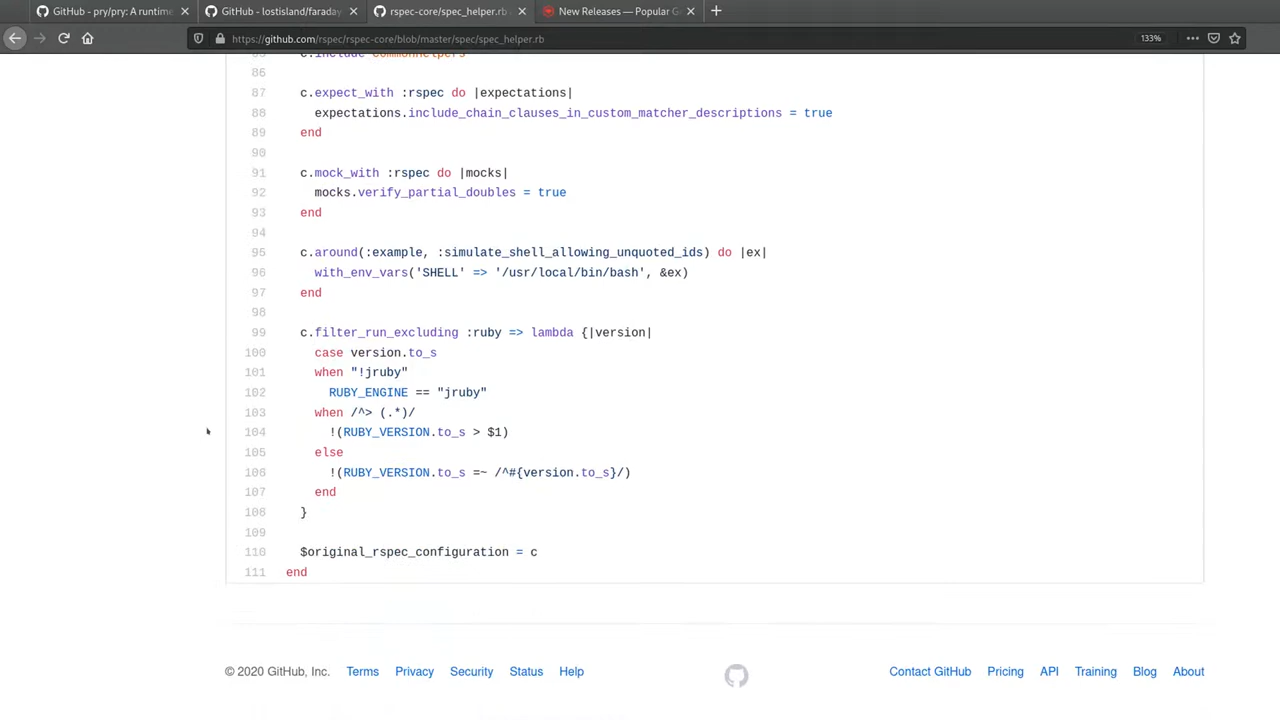 GitHub - pry/pry: A runtime
GitHub - lostisland/faraday
rspec-core/spec_helper.rb
New Releases — Popular G
https://github.com/rspec/rspec-core/blob/master/spec/spec_helper.rb
133%
85 c.include CommonHelpers
86
87 c.expect_with :rspec do |expectations|
88 expectations.include_chain_clauses_in_custom_matcher_descriptions = true
89 end
90
91 c.mock_with :rspec do |mocks|
92 mocks.verify_partial_doubles = true
93 end
94
95 c.around(:example, :simulate_shell_allowing_unquoted_ids) do |ex|
96 with_env_vars('SHELL' => '/usr/local/bin/bash', &ex)
97 end
98
99 c.filter_run_excluding :ruby => lambda {|version|
100 case version.to_s
101 when "!jruby"
102 RUBY_ENGINE == "jruby"
103 when /^> (.*)/
104 !(RUBY_VERSION.to_s > $1)
105 else
106 !(RUBY_VERSION.to_s =~ /^#{version.to_s}/)
107 end
108 }
109
110 $original_rspec_configuration = c
111 end
© 2020 GitHub, Inc. Terms Privacy Security Status Help Contact GitHub Pricing API Training Blog About